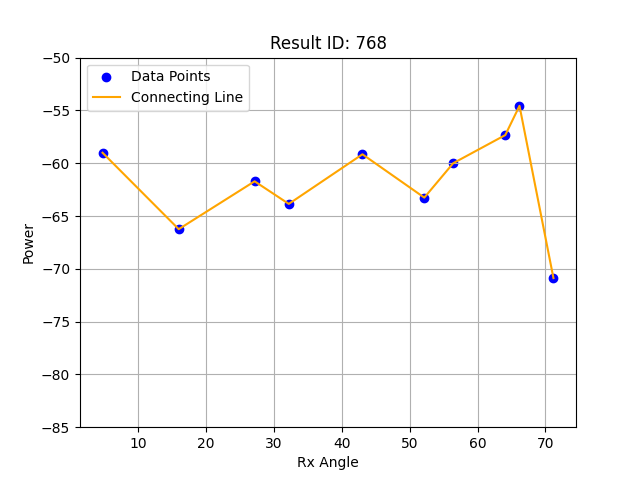 Result ID: 768
Data Points
Connecting Line
Power
−50
−55
−60
−65
−70
−75
−80
−85
10 20 30 40 50 60 70
Rx Angle